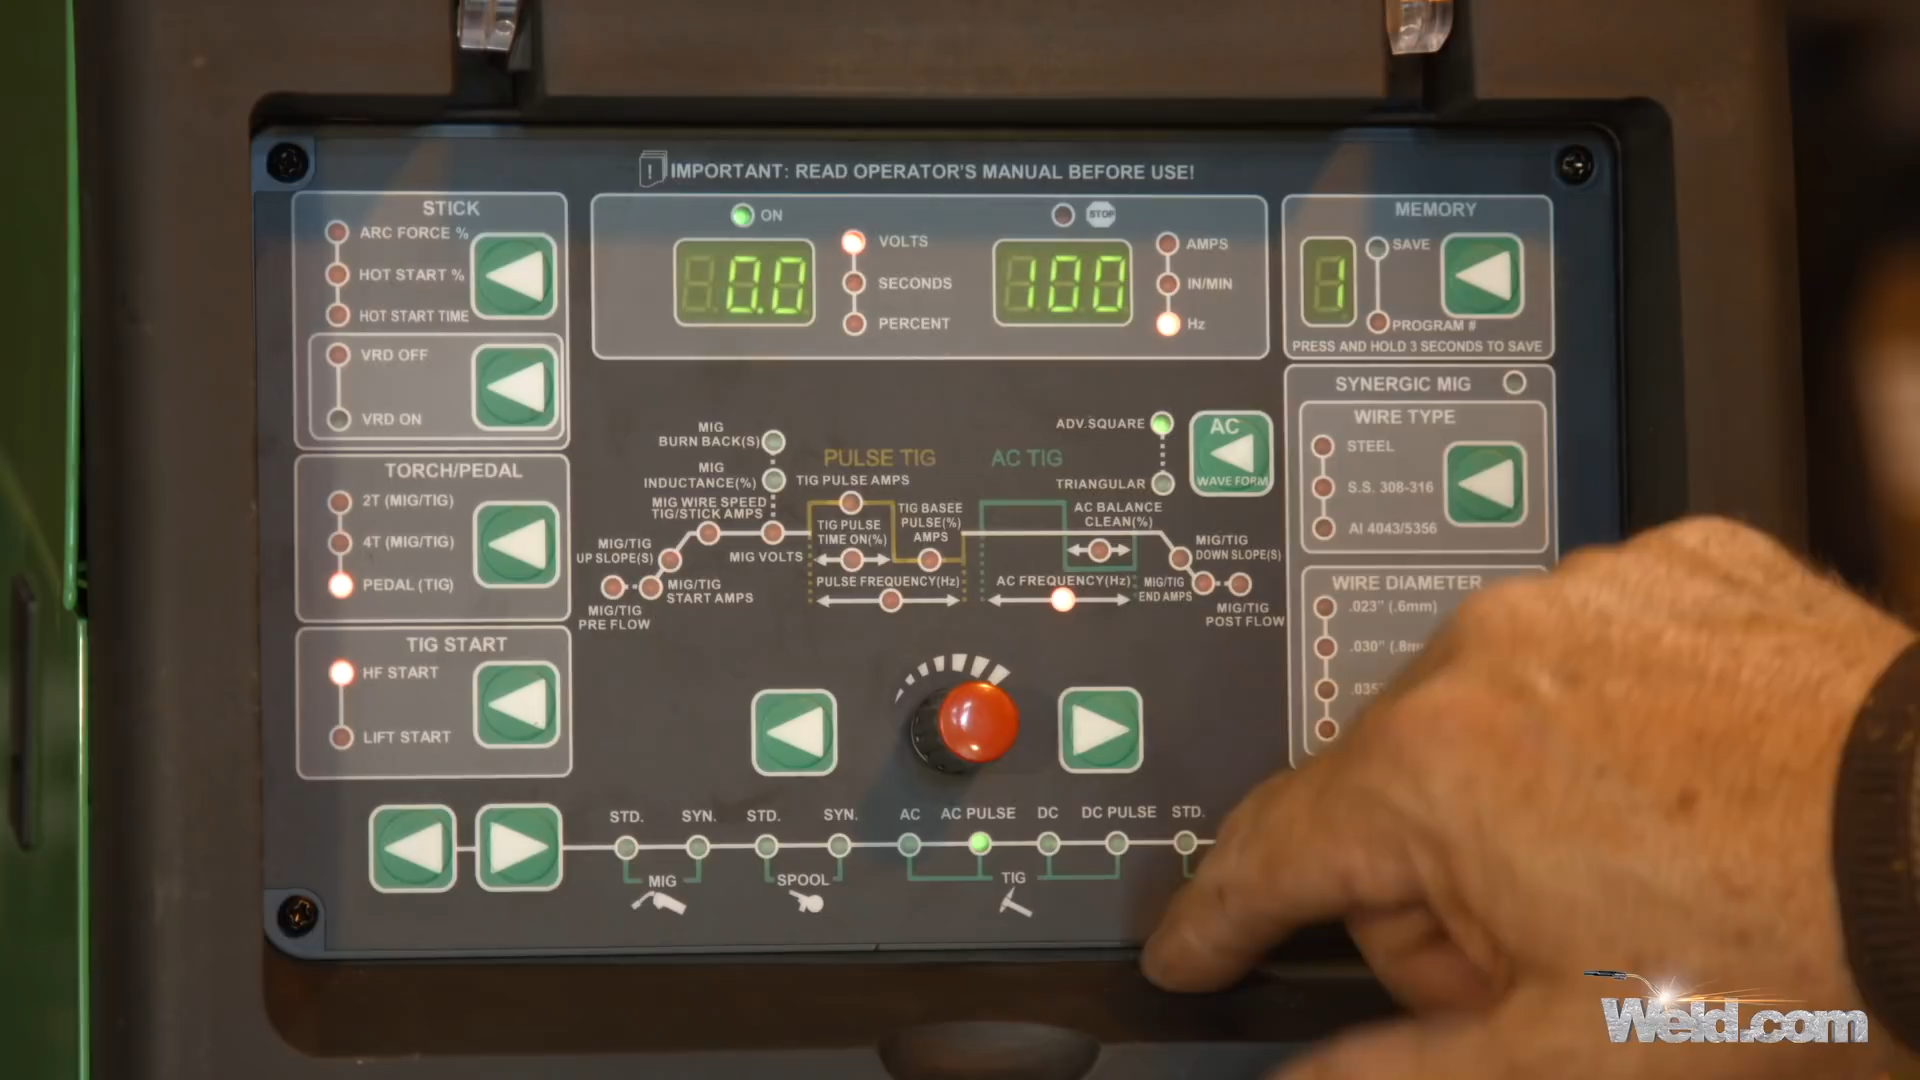 IMPORTANT: READ OPERATOR'S MANUAL BEFORE USE!
STICK
ARC FORCE %
HOT START %
HOT START TIME
VRD OFF
VRD ON
TORCH/PEDAL
2T (MIG/TIG)
4T (MIG/TIG)
PEDAL (TIG)
TIG START
HF START
LIFT START
ON
STOP
0.0
VOLTS
SECONDS
PERCENT
100
AMPS
IN/MIN
Hz
MEMORY
1
SAVE
PROGRAM #
PRESS AND HOLD 3 SECONDS TO SAVE
SYNERGIC MIG
WIRE TYPE
STEEL
S.S. 308-316
Al 4043/5356
WIRE DIAMETER
.023" (.6mm)
.030" (.8m
.035"
MIG
BURN BACK(S)
MIG
INDUCTANCE(%)
MIG WIRE SPEED
TIG/STICK AMPS
MIG/TIG
UP SLOPE(S)
MIG VOLTS
MIG/TIG
START AMPS
MIG/TIG
PRE FLOW
PULSE TIG
TIG PULSE AMPS
TIG PULSE
TIME ON(%)
TIG BASEE
PULSE(%)
AMPS
PULSE FREQUENCY(Hz)
AC TIG
ADV.SQUARE
TRIANGULAR
AC
WAVE FORM
AC BALANCE
CLEAN(%)
AC FREQUENCY(Hz)
MIG/TIG
DOWN SLOPE(S)
MIG/TIG
END AMPS
MIG/TIG
POST FLOW
STD.
SYN.
STD.
SYN.
AC
AC PULSE
DC
DC PULSE
STD.
MIG
SPOOL
TIG
Weld.com